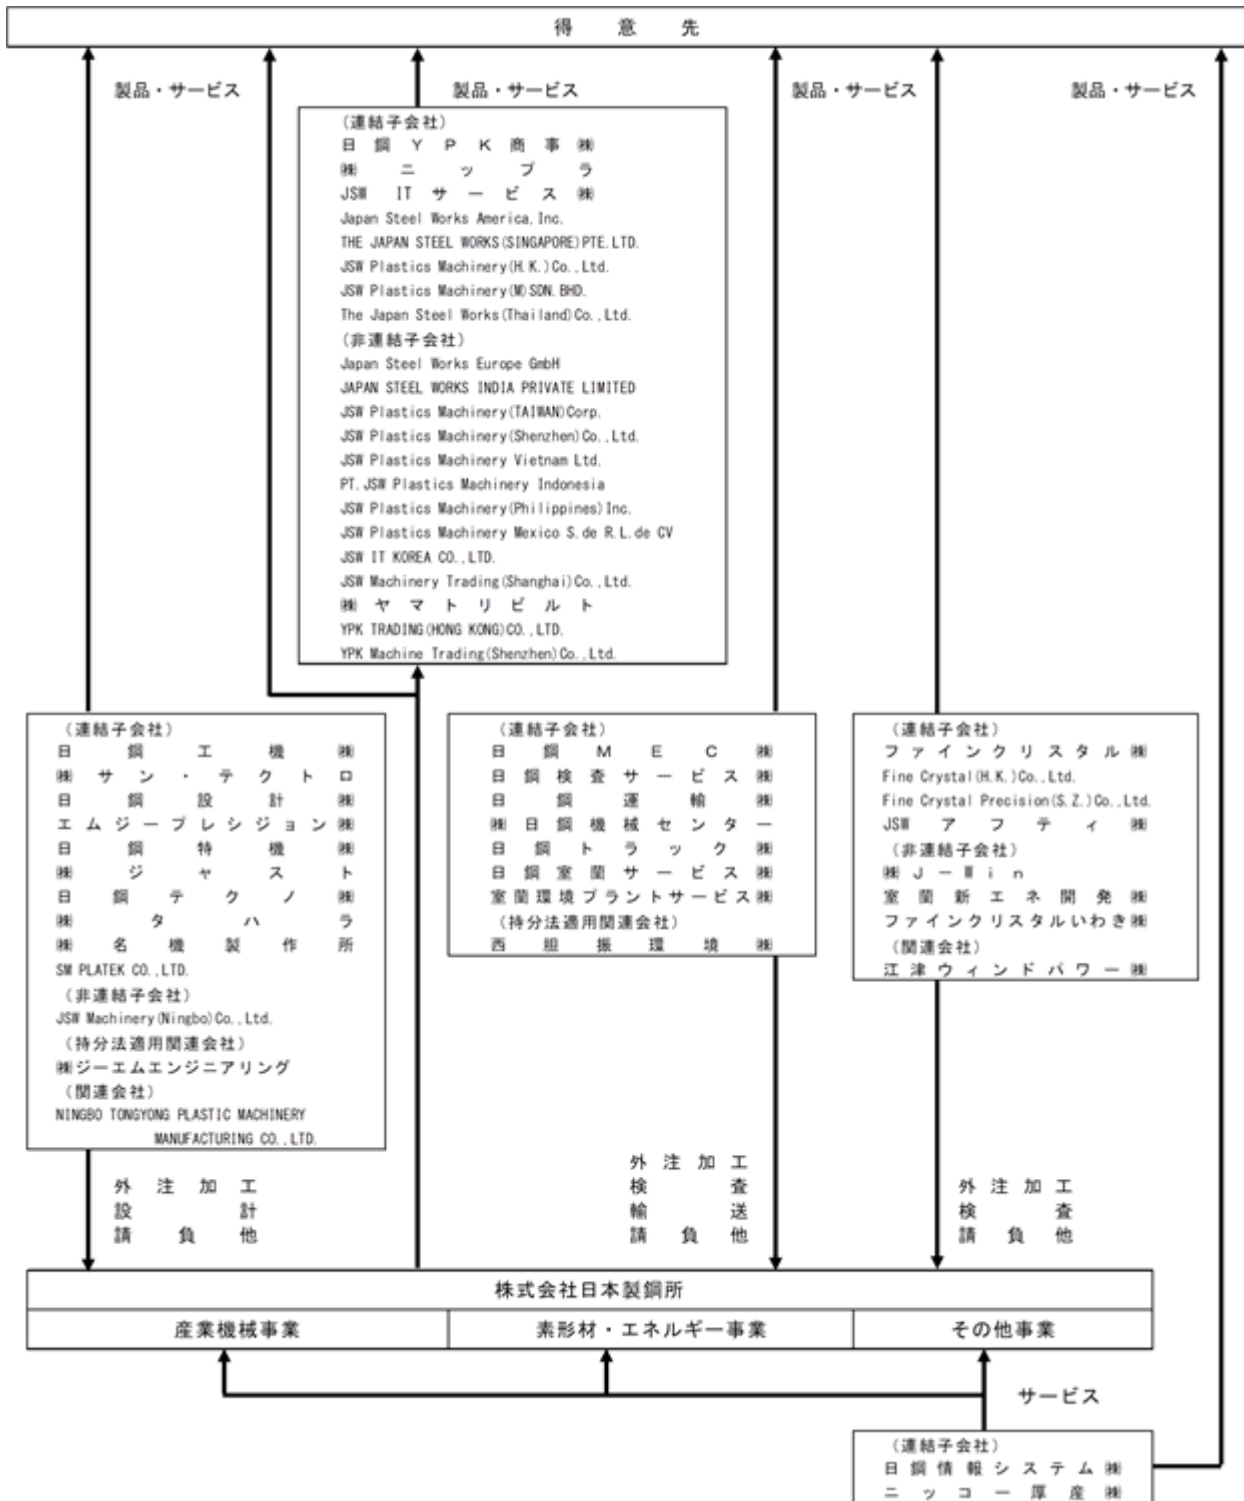 得意先
製品・サービス 製品・サービス 製品・サービス 製品・サービス
(連結子会社)
日鋼YPK商事㈱
㈱ニップラ
JSW ITサービス㈱
Japan Steel Works America, Inc.
THE JAPAN STEEL WORKS(SINGAPORE)PTE.LTD.
JSW Plastics Machinery(H.K.)Co.,Ltd.
JSW Plastics Machinery(M)SDN.BHD.
The Japan Steel Works(Thailand)Co.,Ltd.
(非連結子会社)
Japan Steel Works Europe GmbH
JAPAN STEEL WORKS INDIA PRIVATE LIMITED
JSW Plastics Machinery(TAIWAN)Corp.
JSW Plastics Machinery(Shenzhen)Co.,Ltd.
JSW Plastics Machinery Vietnam Ltd.
PT.JSW Plastics Machinery Indonesia
JSW Plastics Machinery(Philippines)Inc.
JSW Plastics Machinery Mexico S.de R.L.de CV
JSW IT KOREA CO.,LTD.
JSW Machinery Trading(Shanghai)Co.,Ltd.
㈱ヤマトリビルト
YPK TRADING(HONG KONG)CO.,LTD.
YPK Machine Trading(Shenzhen)Co.,Ltd.
(連結子会社)
日鋼工機㈱
㈱サン・テクトロ
日鋼設計㈱
エムジープレシジョン㈱
日鋼特機㈱
㈱ジャスト
日鋼テクノ㈱
㈱タハラ
㈱名機製作所
SM PLATEK CO.,LTD.
(非連結子会社)
JSW Machinery(Ningbo)Co.,Ltd.
(持分法適用関連会社)
㈱ジーエムエンジニアリング
(関連会社)
NINGBO TONGYONG PLASTIC MACHINERY
MANUFACTURING CO.,LTD.
(連結子会社)
日鋼MEC㈱
日鋼検査サービス㈱
日鋼運輸㈱
㈱日鋼機械センター
日鋼トラック㈱
日鋼室蘭サービス㈱
室蘭環境プラントサービス㈱
(持分法適用関連会社)
西胆振環境㈱
(連結子会社)
ファインクリスタル㈱
Fine Crystal(H.K.)Co.,Ltd.
Fine Crystal Precision(S.Z.)Co.,Ltd.
JSWアフティ㈱
(非連結子会社)
㈱J-Win
室蘭新エネ開発㈱
ファインクリスタルいわき㈱
(関連会社)
江津ウィンドパワー㈱
外注加工
設計
請負他
外注加工
検査
輸送
請負他
外注加工
検査
請負他
株式会社日本製鋼所
産業機械事業 素形材・エネルギー事業 その他事業
サービス
(連結子会社)
日鋼情報システム㈱
ニッコー厚産㈱